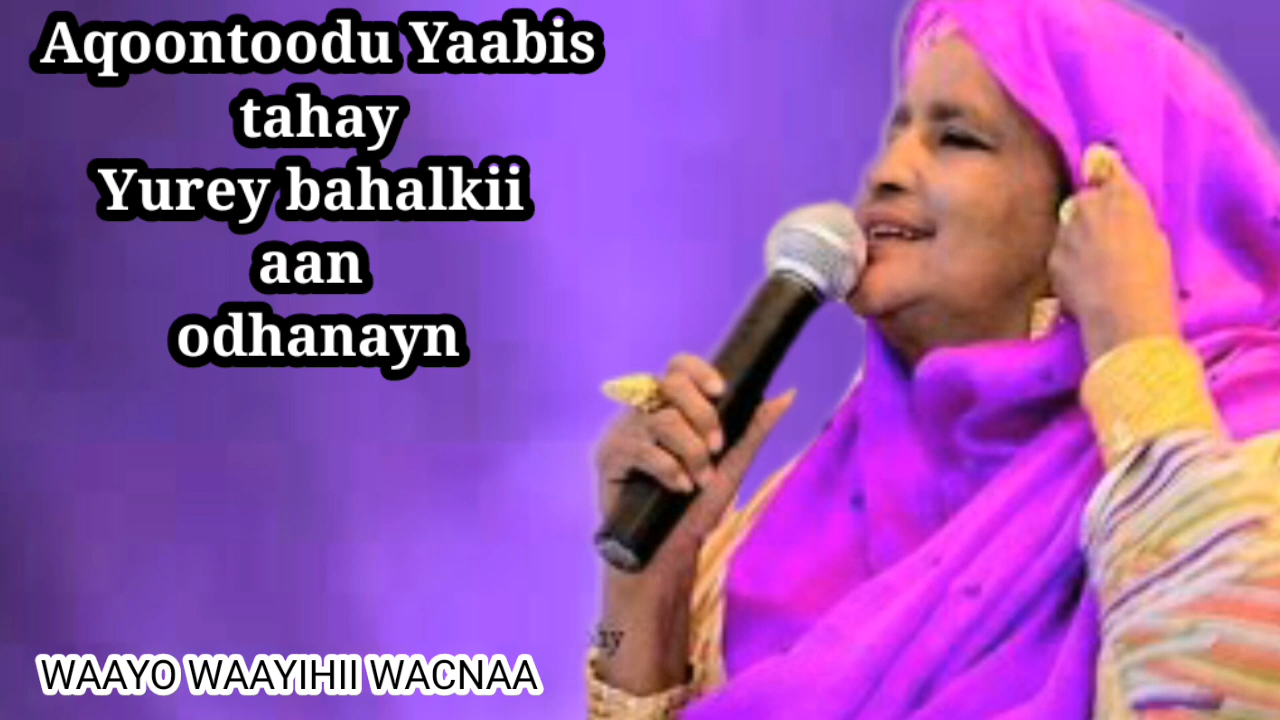 Aqoontoodu Yaabis
tahay
Yurey bahalkii
aan
odhanayn
WAAYO WAAYIHII WACNAA